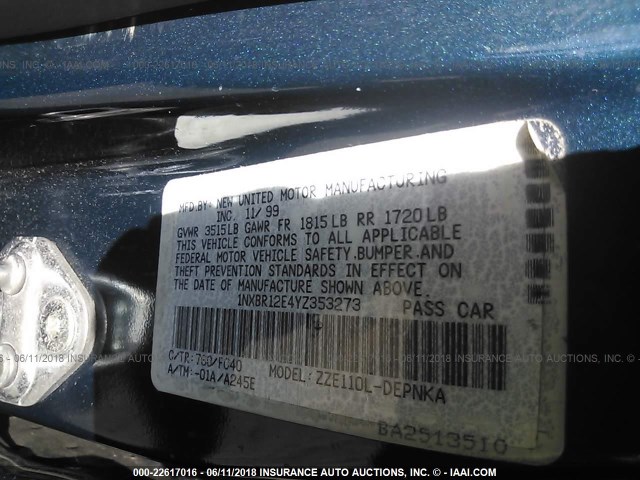 MFD.BY: NEW UNITED MOTOR MANUFACTURING
INC. 11/99
GVWR 3515LB GAWR FR 1815LB RR 1720LB
THIS VEHICLE CONFORMS TO ALL APPLICABLE
FEDERAL MOTOR VEHICLE SAFETY,BUMPER,AND
THEFT PREVENTION STANDARDS IN EFFECT ON
THE DATE OF MANUFACTURE SHOWN ABOVE.
1NXBR12E4YZ353273 PASS CAR
C/TR:760/FC40 MODEL: ZZE110L-DEPNKA
A/TM:-01A/A245E
BA2513510
000-22617016 - 06/11/2018 - INSURANCE AUTO AUCTIONS, INC. - © - IAAI.COM